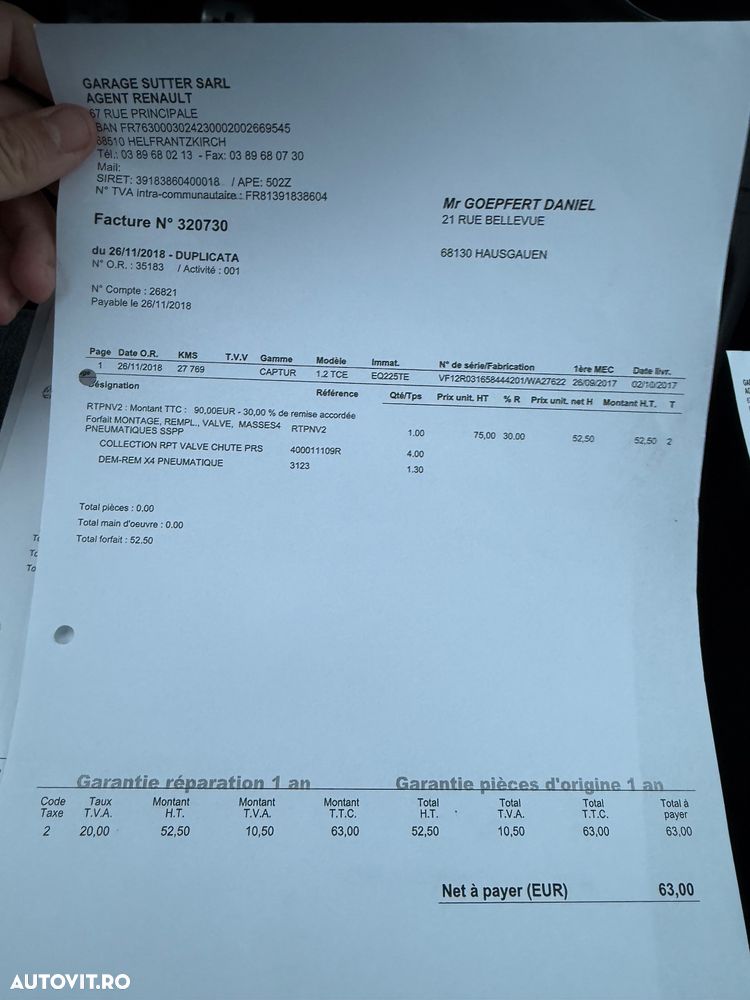 GARAGE SUTTER SARL
AGENT RENAULT
67 RUE PRINCIPALE
BAN FR7630003024230002002669545
68510 HELFRANTZKIRCH
Tél.: 03 89 68 02 13 - Fax: 03 89 68 07 30
Mail:
SIRET: 39183860400018 / APE: 502Z
N° TVA intra-communautaire : FR81391838604
Facture N° 320730
Mr GOEPFERT DANIEL
21 RUE BELLEVUE
68130 HAUSGAUEN
du 26/11/2018 - DUPLICATA
N° O.R. : 35183 / Activité : 001
N° Compte : 26821
Payable le 26/11/2018
Page Date O.R. KMS T.V.V Gamme Modèle Immat. N° de série/Fabrication 1ère MEC Date livr.
1 26/11/2018 27 769 CAPTUR 1.2 TCE EQ225TE VF12R031658444201/WA27622 26/09/2017 02/10/2017
Désignation Référence Qté/Tps Prix unit. HT % R Prix unit. net H Montant H.T. T
RTPNV2 : Montant TTC : 90,00EUR - 30,00 % de remise accordée
Forfait MONTAGE, REMPL., VALVE, MASSES4 RTPNV2 1.00 75,00 30.00 52,50 52,50 2
PNEUMATIQUES SSPP
COLLECTION RPT VALVE CHUTE PRS 400011109R 4.00
DEM-REM X4 PNEUMATIQUE 3123 1.30
Total pièces : 0.00
Total main d'oeuvre : 0.00
Total forfait : 52.50
Garantie réparation 1 an Garantie pièces d'origine 1 an
Code Taux Montant Montant Montant Total Total Total Total à
Taxe T.V.A. H.T. T.V.A. T.T.C. H.T. T.V.A. T.T.C. payer
2 20,00 52,50 10,50 63,00 52,50 10,50 63,00 63,00
Net à payer (EUR) 63,00
AUTOVIT.RO